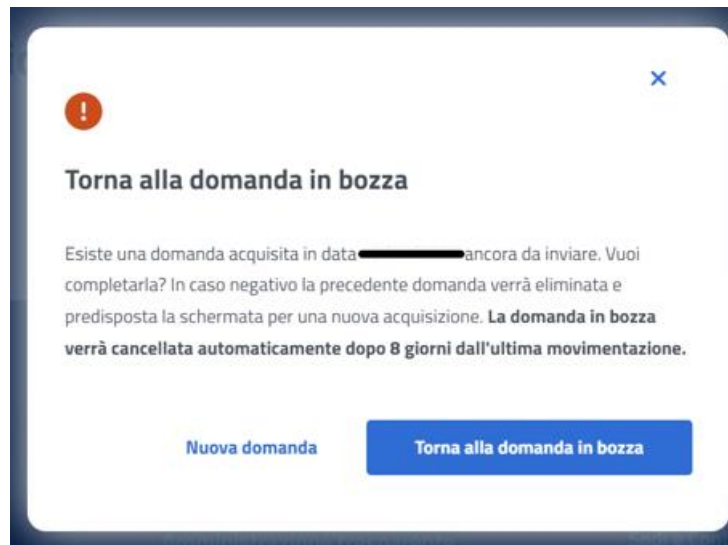 Torna alla domanda in bozza
Esiste una domanda acquisita in data ancora da inviare. Vuoi
completarla? In caso negativo la precedente domanda verrà eliminata e
predisposta la schermata per una nuova acquisizione. La domanda in bozza
verrà cancellata automaticamente dopo 8 giorni dall'ultima movimentazione.
Nuova domanda
Torna alla domanda in bozza